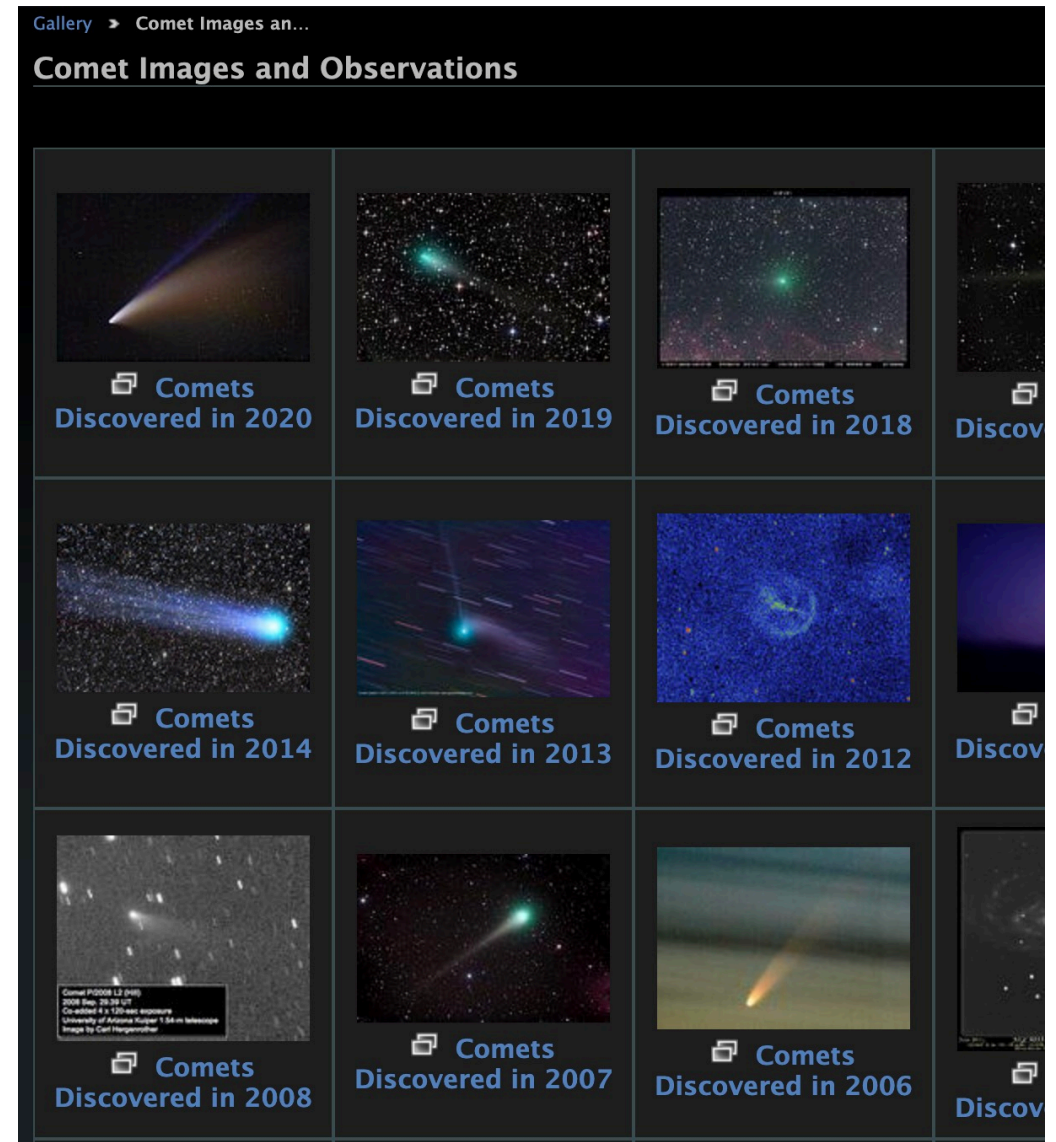 Gallery > Comet Images an...
Comet Images and Observations
Comets
Discovered in 2020
Comets
Discovered in 2019
Comets
Discovered in 2018
Discov
Comets
Discovered in 2014
Comets
Discovered in 2013
Comets
Discovered in 2012
Discov
Comet P/2008 L2 (Hill)
2008 Sep. 29.39 UT
Co-added 4 x 120-sec exposure
University of Arizona Kuiper 1.54-m telescope
Image by Carl Hergenrother
Comets
Discovered in 2008
Comets
Discovered in 2007
Comets
Discovered in 2006
Discov